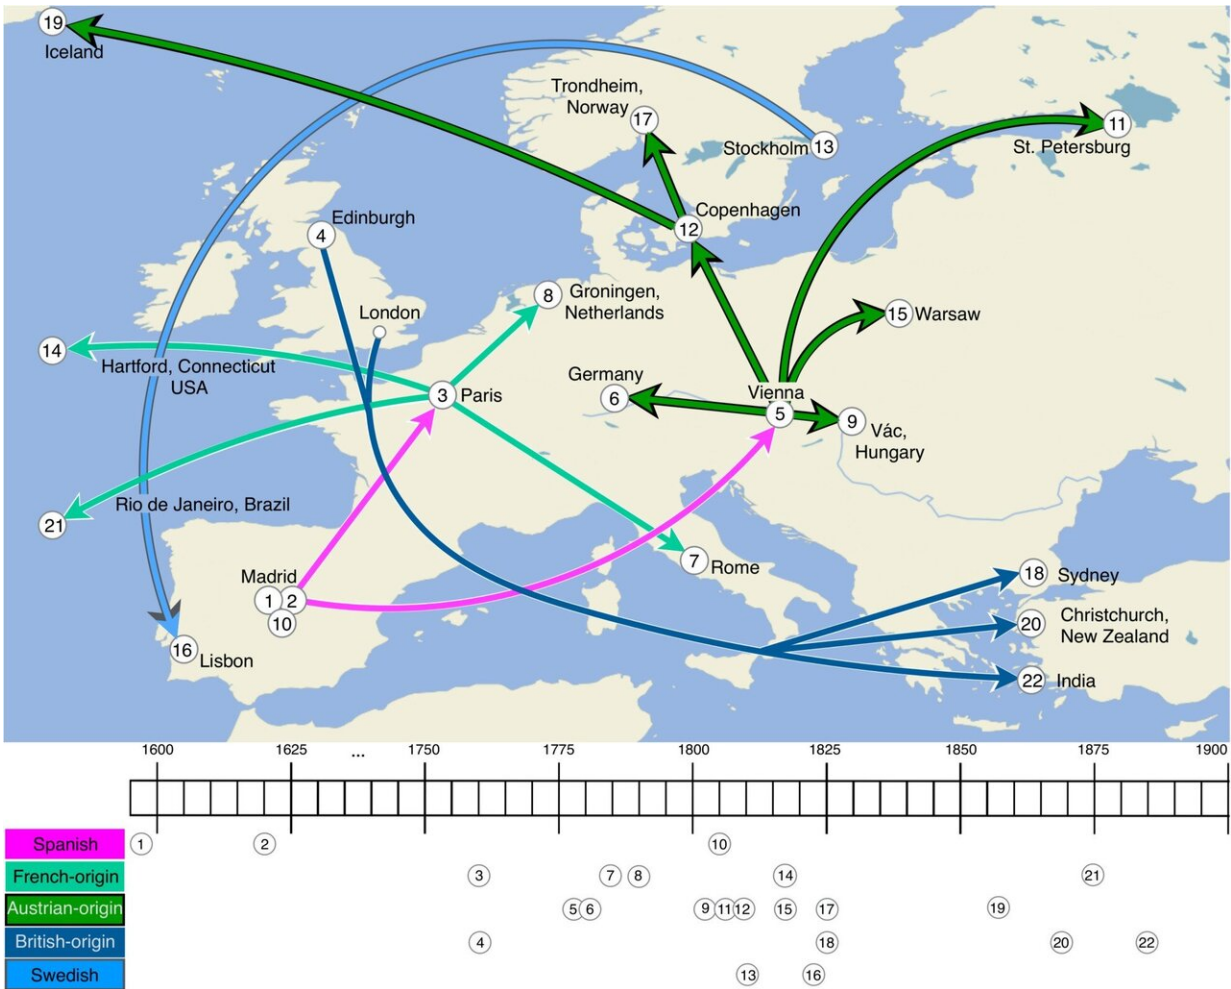 19
Iceland
Trondheim,
Norway
17
11
St. Petersburg
Stockholm
13
Copenhagen
12
Edinburgh
4
London
8
Groningen,
Netherlands
15
Warsaw
14
Hartford, Connecticut
USA
3
Paris
Germany
6
Vienna
5
9
Vác,
Hungary
Rio de Janeiro, Brazil
21
Madrid
1
2
10
7
Rome
16
Lisbon
18
Sydney
20
Christchurch,
New Zealand
22
India
1600 1625 ... 1750 1775 1800 1825 1850 1875 1900
Spanish 1 2 10
French-origin 3 7 8 14 21
Austrian-origin 5 6 9 11 12 15 17 19
British-origin 4 18 20 22
Swedish 13 16